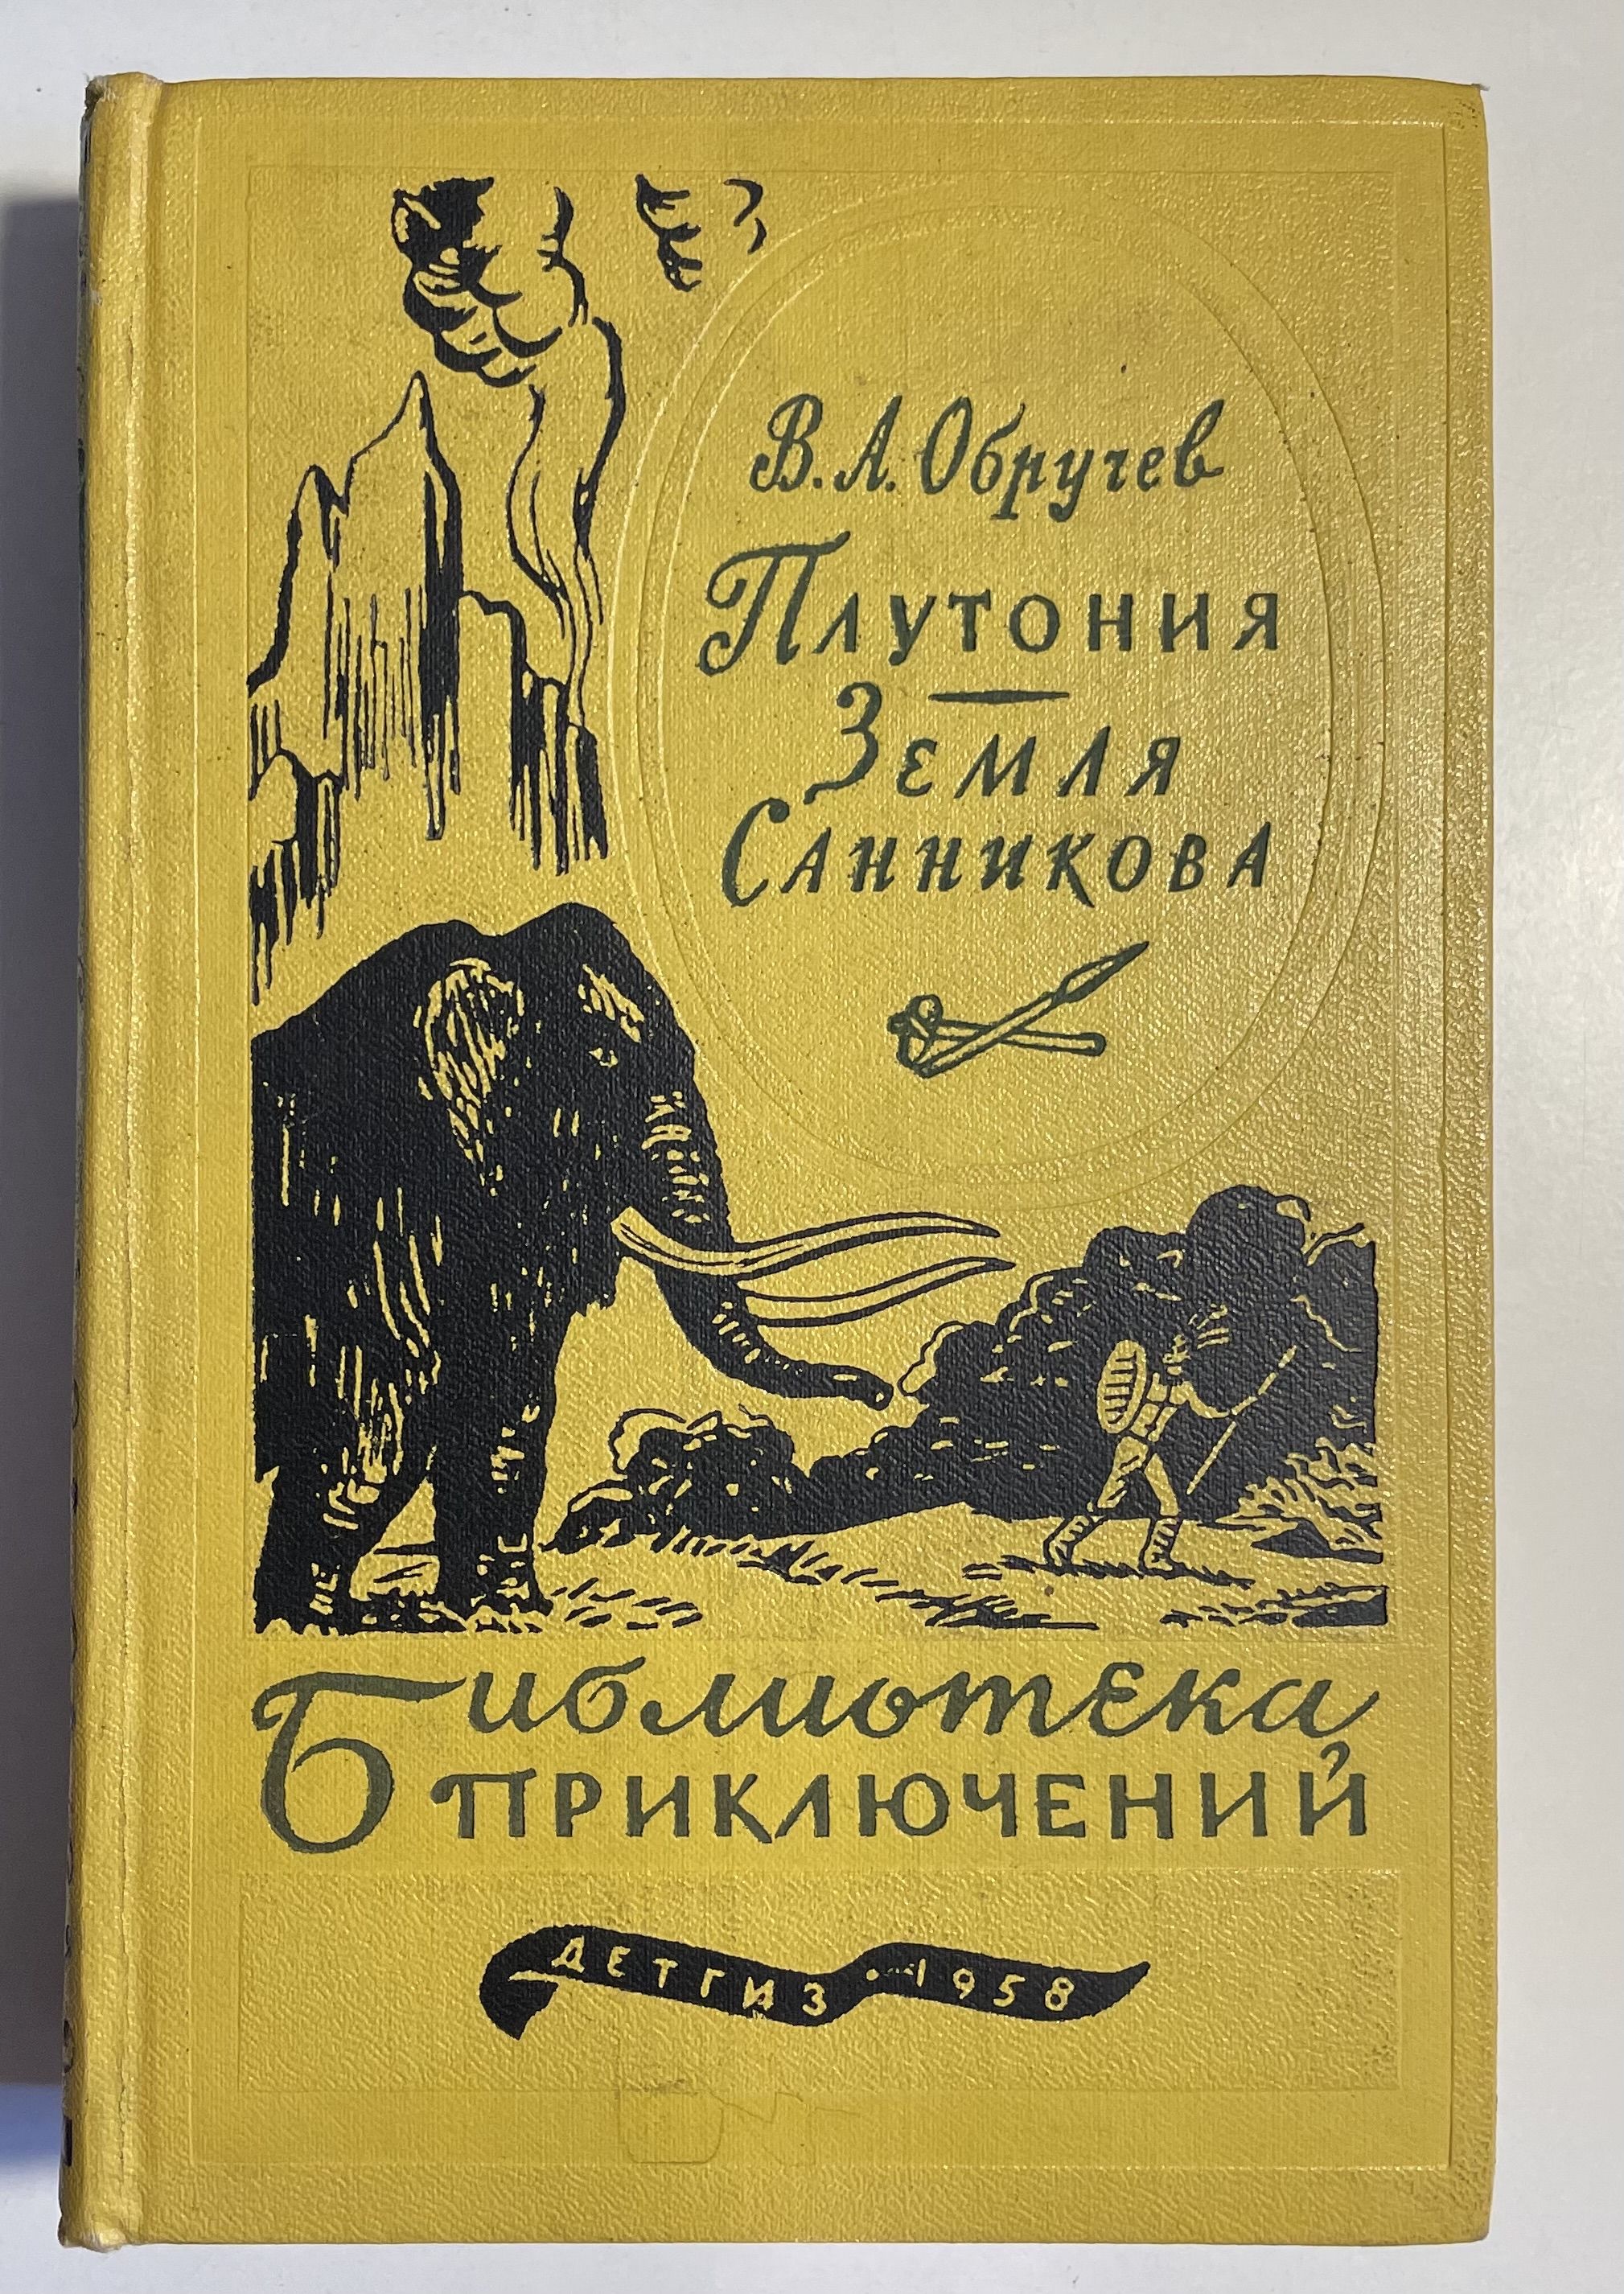 В. А. Обручев
Плутония
Земля
Санникова
Библиотека
приключений
ДЕТГИЗ · 1958